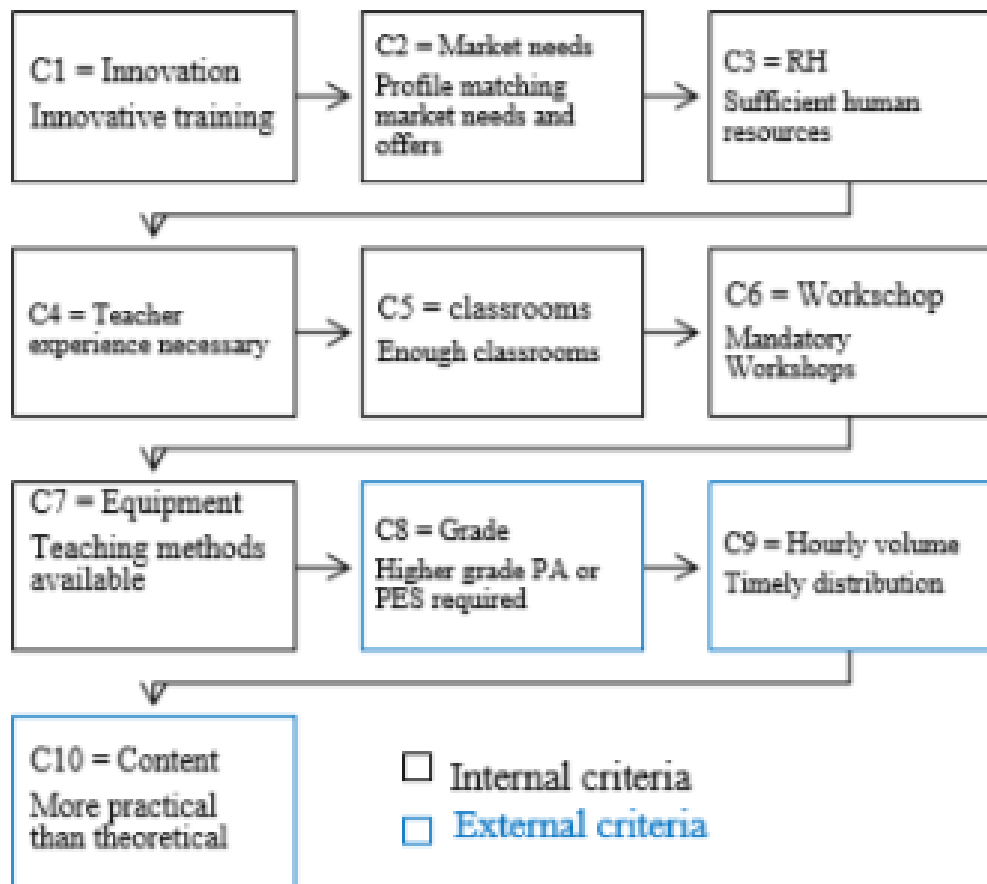 C1 = Innovation
Innovative training
C2 = Market needs
Profile matching
market needs and
offers
C3 = RH
Sufficient human
resources
C4 = Teacher
experience necessary
C5 = classrooms
Enough classrooms
C6 = Workschop
Mandatory
Workshops
C7 = Equipment
Teaching methods
available
C8 = Grade
Higher grade PA or
PES required
C9 = Hourly volume
Timely distribution
C10 = Content
More practical
than theoretical
Internal criteria
External criteria